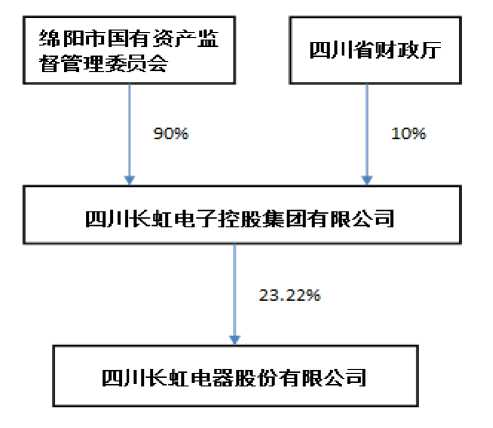 绵阳市国有资产监
督管理委员会
四川省财政厅
90%
10%
四川长虹电子控股集团有限公司
23.22%
四川长虹电器股份有限公司